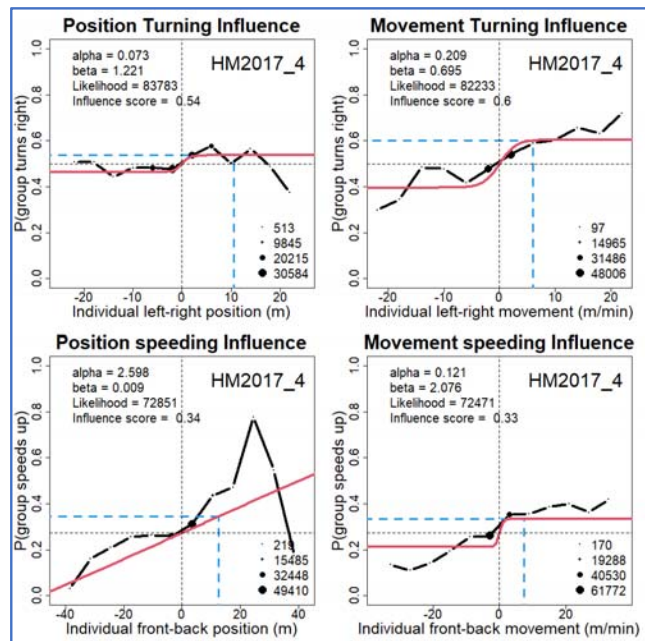 Position Turning Influence
alpha = 0.073
beta = 1.221
Likelihood = 83783
Influence score = 0.54
HM2017_4
P(group turns right)
1.0
0.8
0.6
0.4
0.2
0.0
513
9845
20215
30584
-20 -10 0 10 20
Individual left-right position (m)
Movement Turning Influence
alpha = 0.209
beta = 0.695
Likelihood = 82233
Influence score = 0.6
HM2017_4
P(group turns right)
1.0
0.8
0.6
0.4
0.2
0.0
97
14965
31486
48006
-20 -10 0 10 20
Individual left-right movement (m/min)
Position speeding Influence
alpha = 2.598
beta = 0.009
Likelihood = 72851
Influence score = 0.34
HM2017_4
P(group speeds up)
1.0
0.8
0.6
0.4
0.2
0.0
15485
32448
49410
-40 -20 0 20 40
Individual front-back position (m)
Movement speeding Influence
alpha = 0.121
beta = 2.076
Likelihood = 72471
Influence score = 0.33
HM2017_4
P(group speeds up)
1.0
0.8
0.6
0.4
0.2
0.0
170
19288
40530
61772
-20 0 20
Individual front-back movement (m/min)